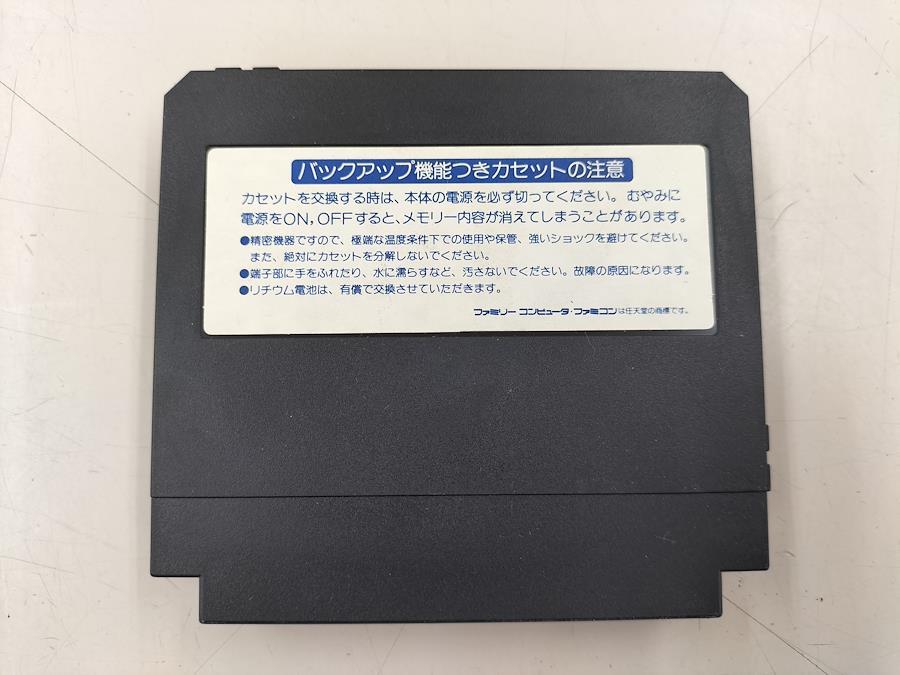 バックアップ機能つきカセットの注意
カセットを交換する時は、本体の電源を必ず切ってください。むやみに
電源をON,OFFすると、メモリー内容が消えてしまうことがあります。
●精密機器ですので、極端な温度条件下での使用や保管、強いショックを避けてください。
また、絶対にカセットを分解しないでください。
●端子部に手をふれたり、水に濡らすなど、汚さないでください。故障の原因になります。
●リチウム電池は、有償で交換させていただきます。
ファミリー コンピュータ・ファミコンは任天堂の商標です。